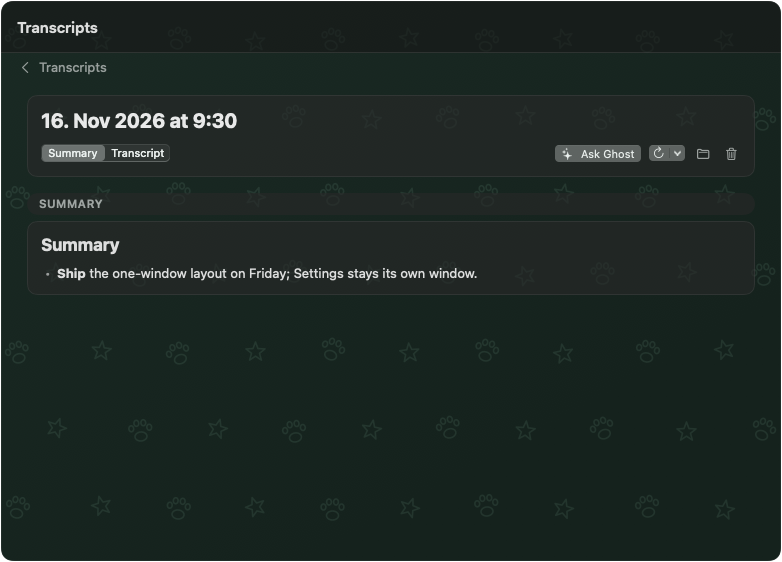 Transcripts
Transcripts
16. Nov 2026 at 9:30
Summary Transcript Ask Ghost
SUMMARY
Summary
• Ship the one-window layout on Friday; Settings stays its own window.